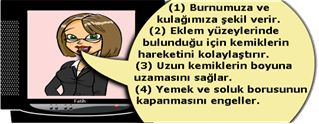 (1) Burnumuza ve
kulağımıza şekil verir.
(2) Eklem yüzeylerinde
bulunduğu için kemiklerin
hareketini kolaylaştırır.
(3) Uzun kemiklerin boyuna
uzamasını sağlar.
(4) Yemek ve soluk borusunun
kapanmasını engeller.
Fatih